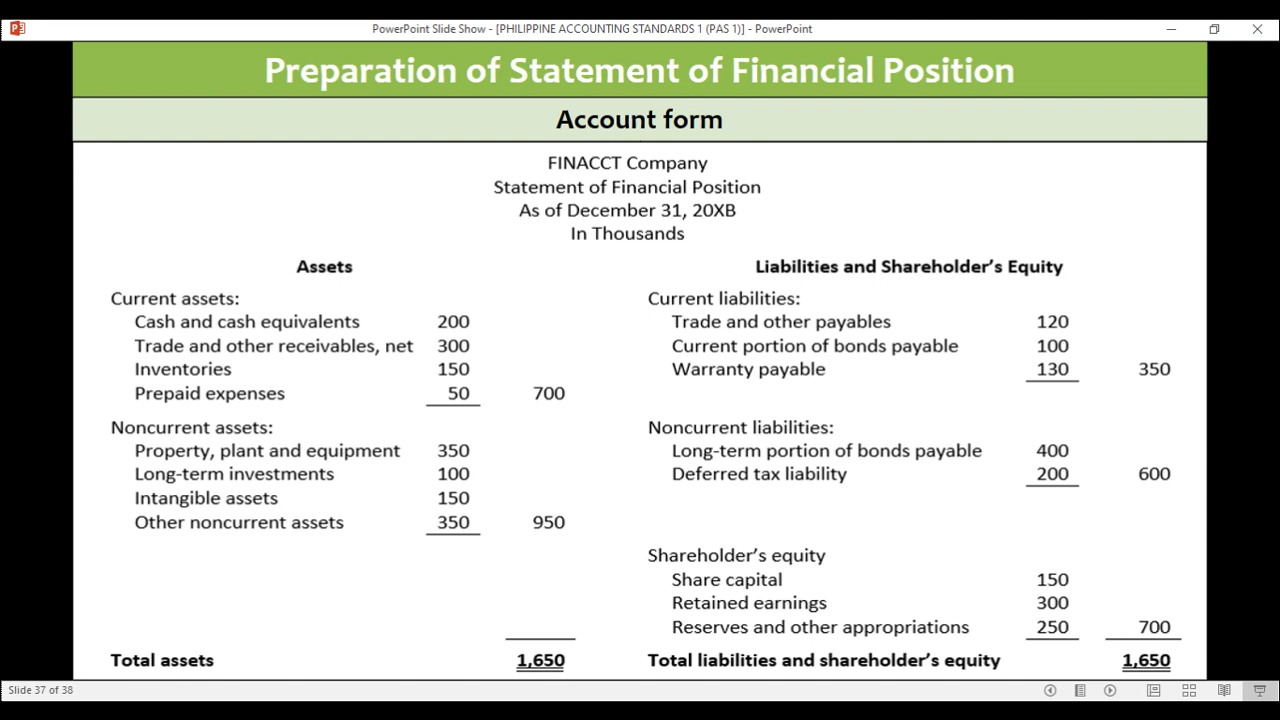 PowerPoint Slide Show - [PHILIPPINE ACCOUNTING STANDARDS 1 (PAS 1)] - PowerPoint
Preparation of Statement of Financial Position
Account form
FINACCT Company
Statement of Financial Position
As of December 31, 20XB
In Thousands
Assets
Current assets:
Cash and cash equivalents 200
Trade and other receivables, net 300
Inventories 150
Prepaid expenses 50 700
Noncurrent assets:
Property, plant and equipment 350
Long-term investments 100
Intangible assets 150
Other noncurrent assets 350 950
Total assets 1,650
Liabilities and Shareholder's Equity
Current liabilities:
Trade and other payables 120
Current portion of bonds payable 100
Warranty payable 130 350
Noncurrent liabilities:
Long-term portion of bonds payable 400
Deferred tax liability 200 600
Shareholder's equity
Share capital 150
Retained earnings 300
Reserves and other appropriations 250 700
Total liabilities and shareholder's equity 1,650
Slide 37 of 38